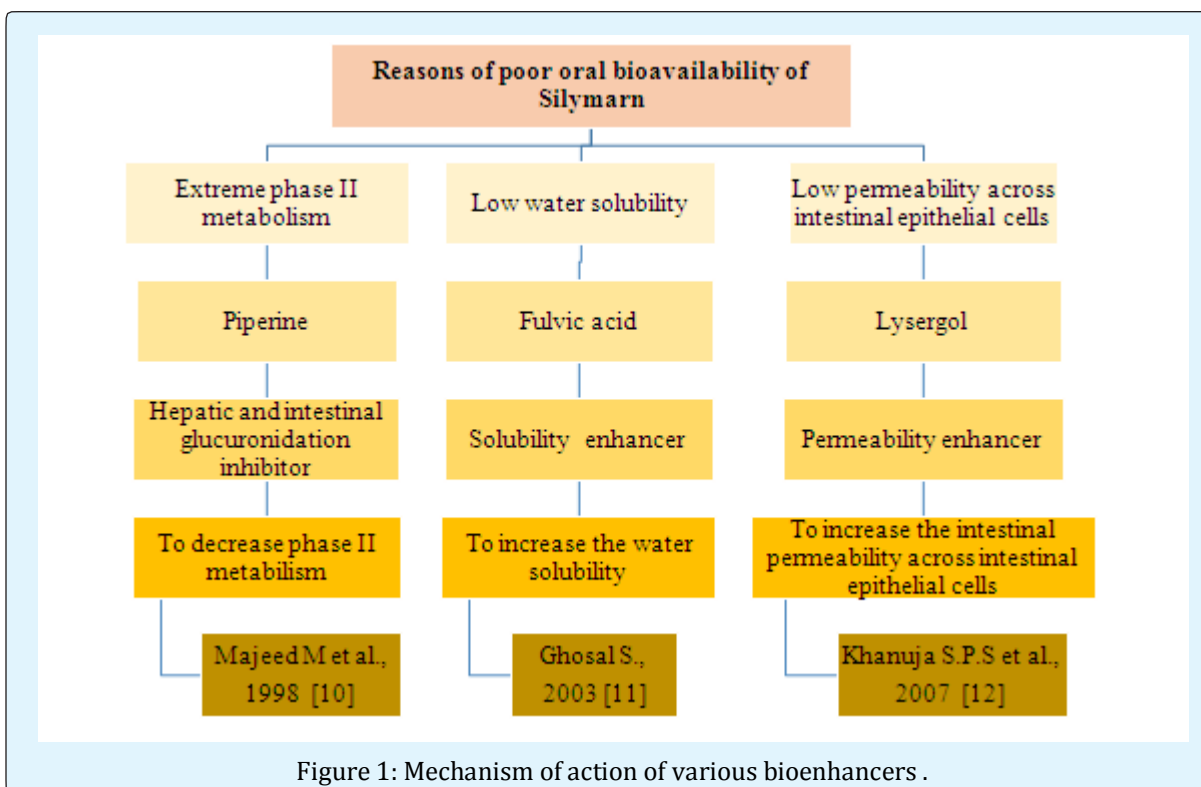 Reasons of poor oral bioavailability of
Silymarn
Extreme phase II
metabolism
Low water solubility
Low permeability across
intestinal epithelial cells
Piperine
Fulvic acid
Lysergol
Hepatic and intestinal
glucuronidation
inhibitor
Solubility enhancer
Permeability enhancer
To decrease phase II
metabilism
To increase the water
solubility
To increase the intestinal
permeability across intestinal
epithelial cells
Majeed M et al.,
1998 [10]
Ghosal S.,
2003 [11]
Khanuja S.P.S et al.,
2007 [12]
Figure 1: Mechanism of action of various bioenhancers .